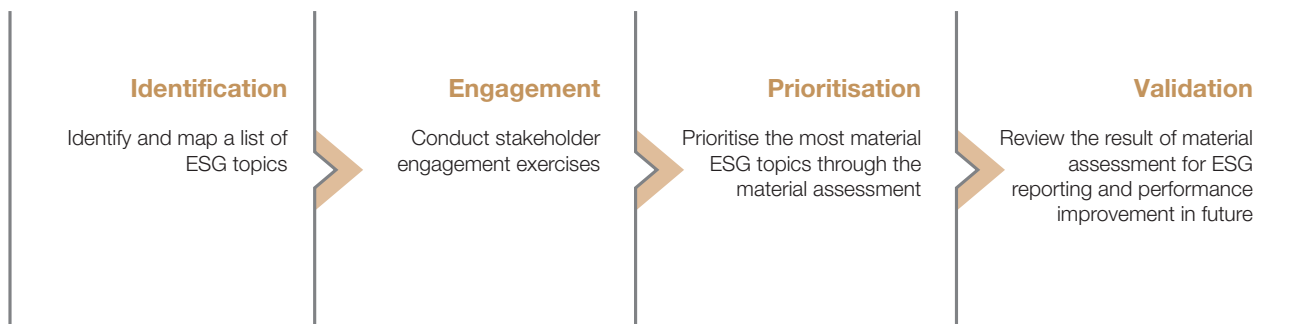 Identification
Identify and map a list of
ESG topics
Engagement
Conduct stakeholder
engagement exercises
Prioritisation
Prioritise the most material
ESG topics through the
material assessment
Validation
Review the result of material
assessment for ESG
reporting and performance
improvement in future